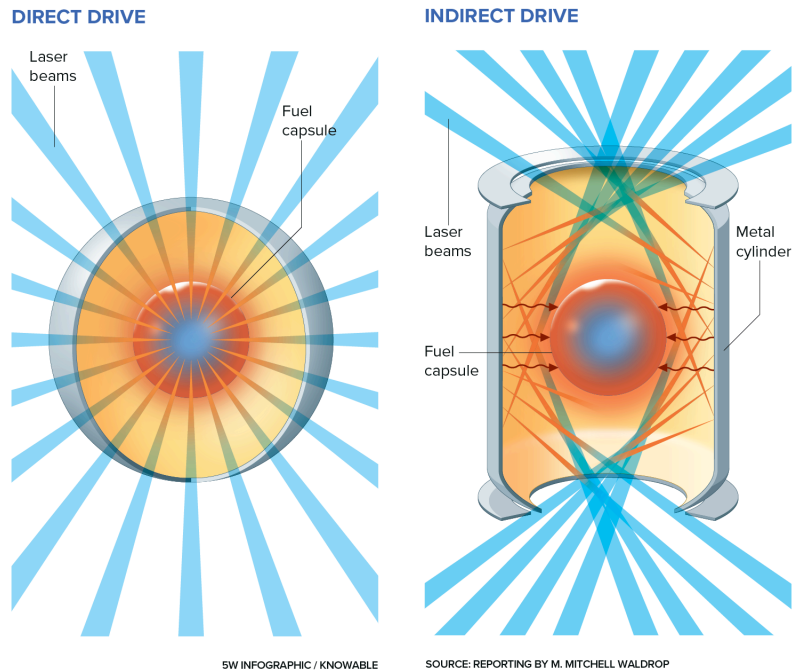 DIRECT DRIVE
Laser
beams
Fuel
capsule
5W INFOGRAPHIC / KNOWABLE
INDIRECT DRIVE
Laser
beams
Metal
cylinder
Fuel
capsule
SOURCE: REPORTING BY M. MITCHELL WALDROP